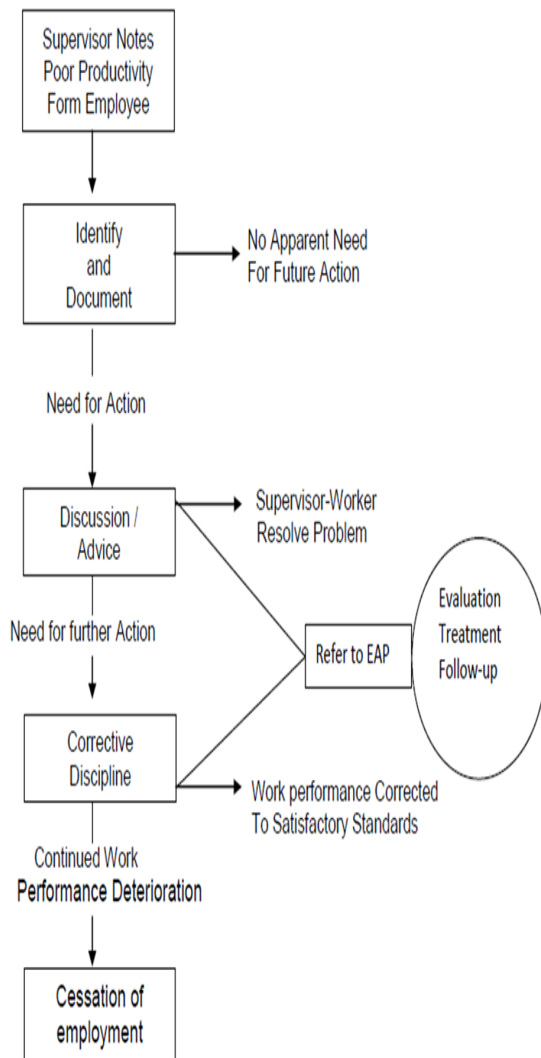 Supervisor Notes
Poor Productivity
Form Employee
Identify
and
Document
No Apparent Need
For Future Action
Need for Action
Discussion /
Advice
Supervisor-Worker
Resolve Problem
Evaluation
Treatment
Follow-up
Refer to EAP
Need for further Action
Corrective
Discipline
Work performance Corrected
To Satisfactory Standards
Continued Work
Performance Deterioration
Cessation of
employment